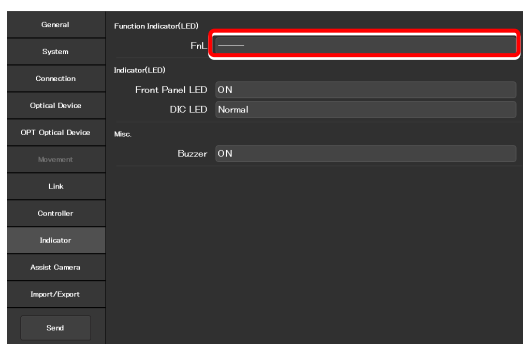 General
System
Connection
Optical Device
OPT Optical Device
Movement
Link
Controller
Indicator
Assist Camera
Import/Export
Send
Function Indicator(LED)
FnL ----
Indicator(LED)
Front Panel LED ON
DIC LED Normal
Misc.
Buzzer ON